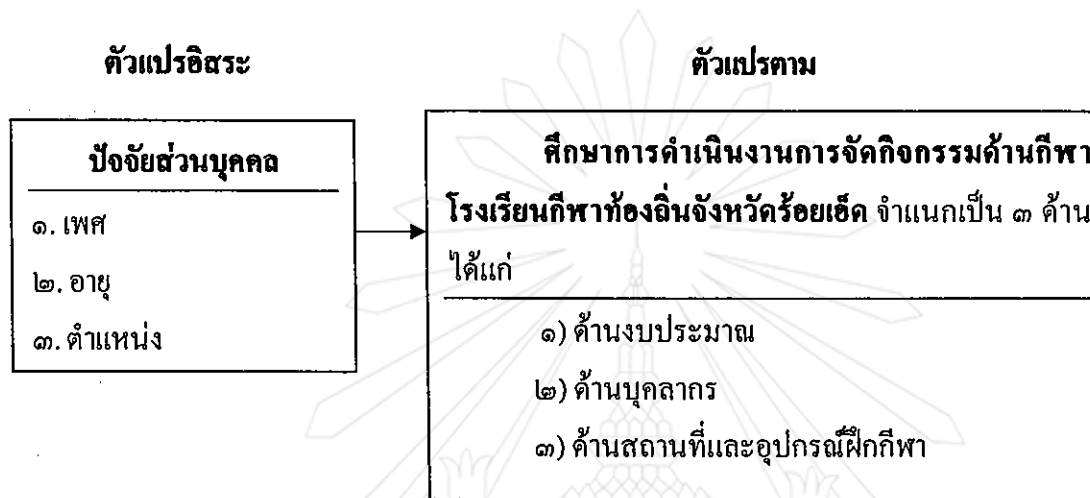 ตัวแปรอิสระ
ตัวแปรตาม
ปัจจัยส่วนบุคคล
๑. เพศ
๒. อายุ
๓. ตำแหน่ง
ศึกษาการดำเนินงานการจัดกิจกรรมด้านกีฬา
โรงเรียนกีฬาท้องถิ่นจังหวัดร้อยเอ็ด จำแนกเป็น ๓ ด้าน
ได้แก่
๑) ด้านงบประมาณ
๒) ด้านบุคลากร
๓) ด้านสถานที่และอุปกรณ์ฝึกกีฬา